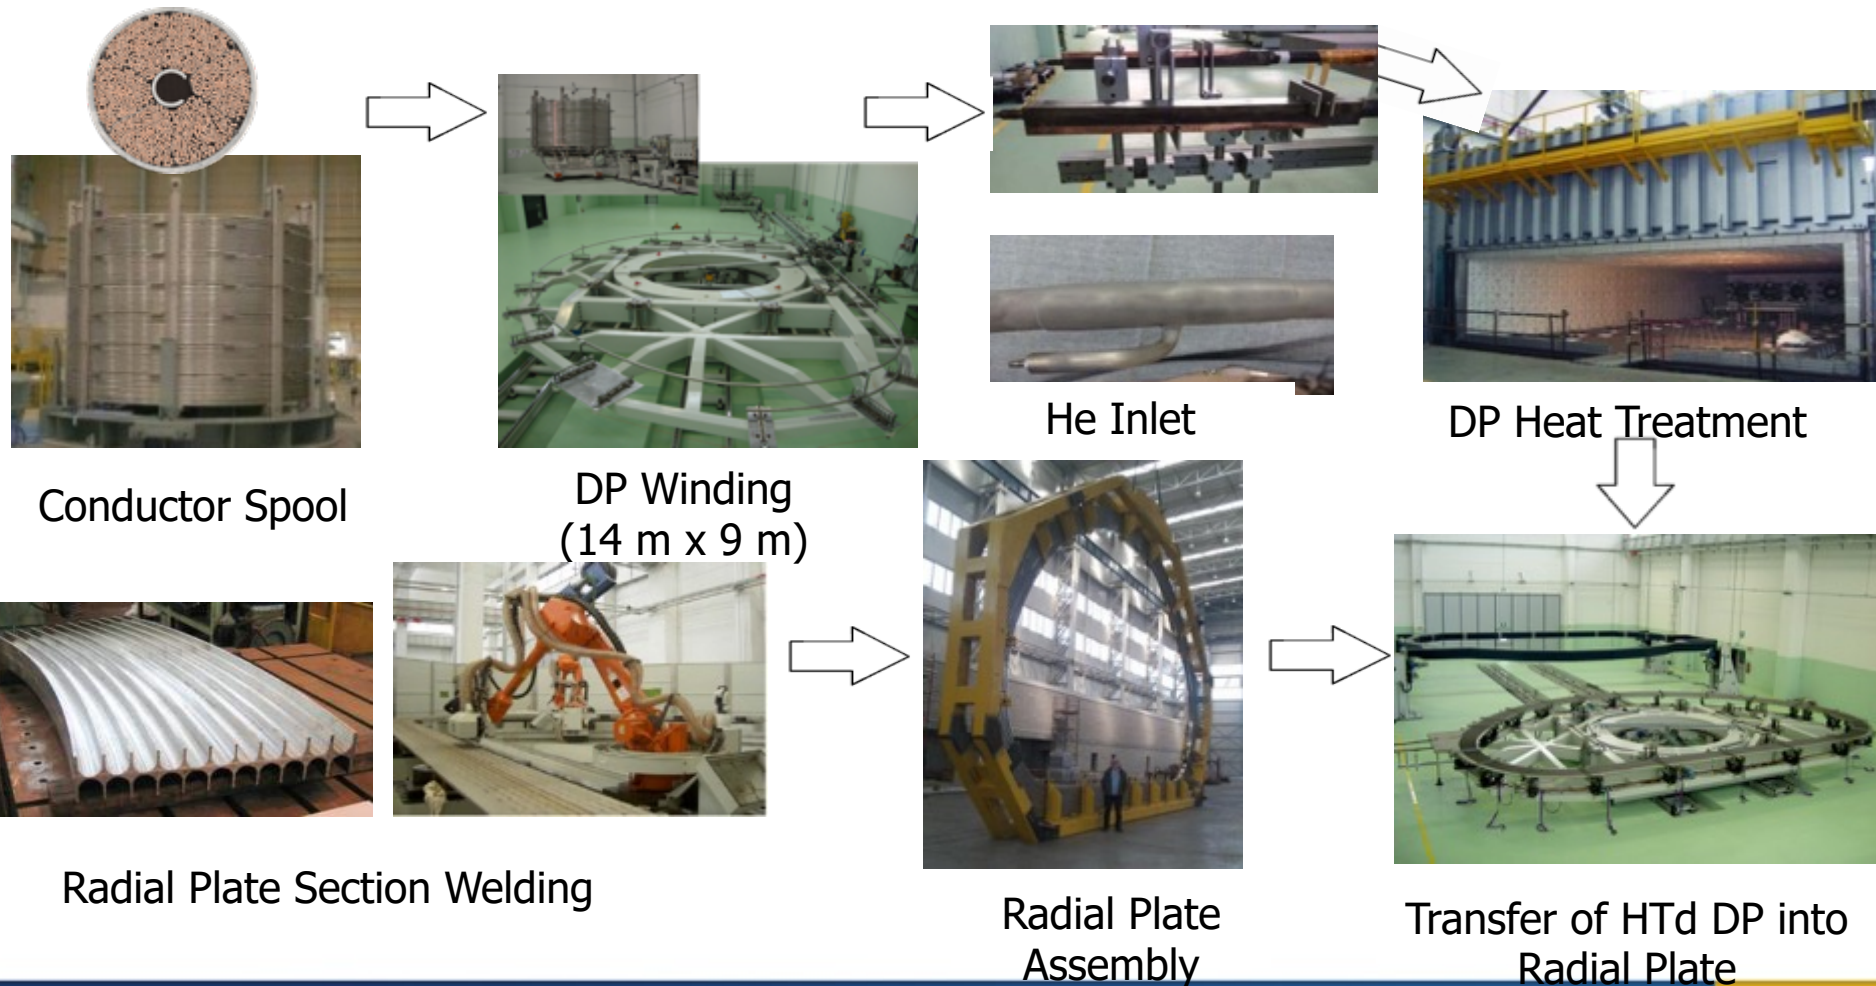 He Inlet
DP Heat Treatment
Conductor Spool
DP Winding
(14 m x 9 m)
Radial Plate Section Welding
Radial Plate
Assembly
Transfer of HTd DP into
Radial Plate